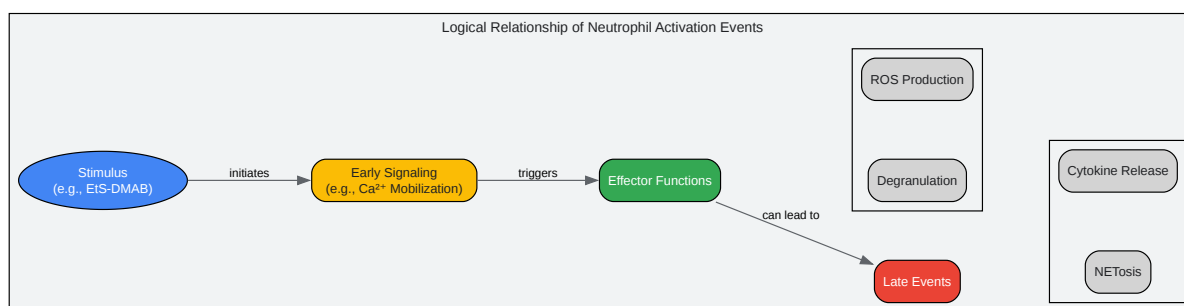 Logical Relationship of Neutrophil Activation Events
Stimulus
(e.g., EtS-DMAB)
initiates
Early Signaling
(e.g., Ca²⁺ Mobilization)
triggers
Effector Functions
can lead to
Late Events
ROS Production
Degranulation
Cytokine Release
NETosis